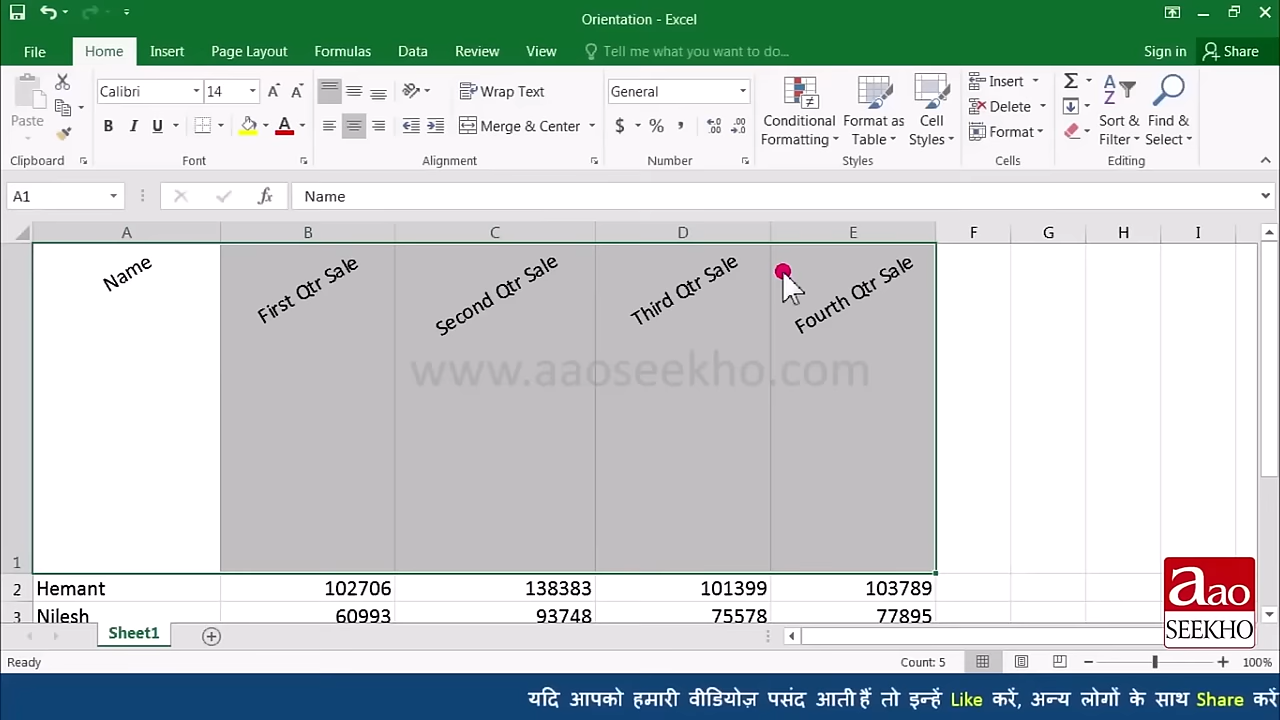 Orientation - Excel
File Home Insert Page Layout Formulas Data Review View Tell me what you want to do... Sign in Share
Calibri 14 Wrap Text General Insert
Paste B I U Merge & Center $ % Conditional Formatting Format as Table Cell Styles Delete Format Sort & Filter Find & Select
Clipboard Font Alignment Number Styles Cells Editing
A1 fx Name
A B C D E F G H I
Name First Qtr Sale Second Qtr Sale Third Qtr Sale Fourth Qtr Sale
www.aaoseekho.com
1
2 Hemant 102706 138383 101399 103789
3 Nilesh 60993 93748 75578 77895
aao
SEEKHO
Sheet1
Ready Count: 5 100%
यदि आपको हमारी वीडियोज़ पसंद आती हैं तो इन्हें Like करें, अन्य लोगों के साथ Share करें